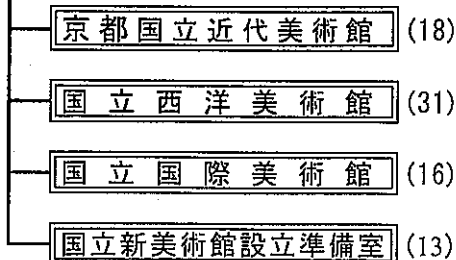 京都国立近代美術館 (18)
国立西洋美術館 (31)
国立国際美術館 (16)
国立新美術館設立準備室 (13)